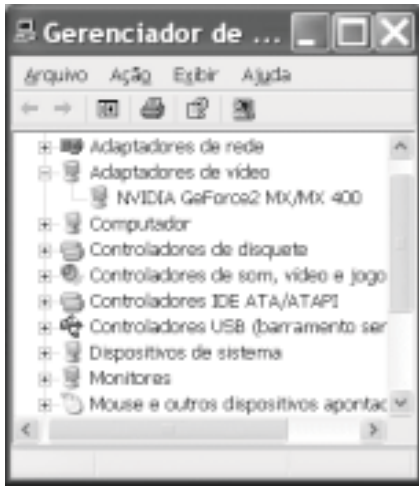 Gerenciador de ...
Arquivo Ação Exibir Ajuda
Adaptadores de rede
Adaptadores de vídeo
NVIDIA GeForce2 MX/MX 400
Computador
Controladores de disquete
Controladores de som, vídeo e jogo
Controladores IDE ATA/ATAPI
Controladores USB (barramento ser
Dispositivos de sistema
Monitores
Mouse e outros dispositivos apontac